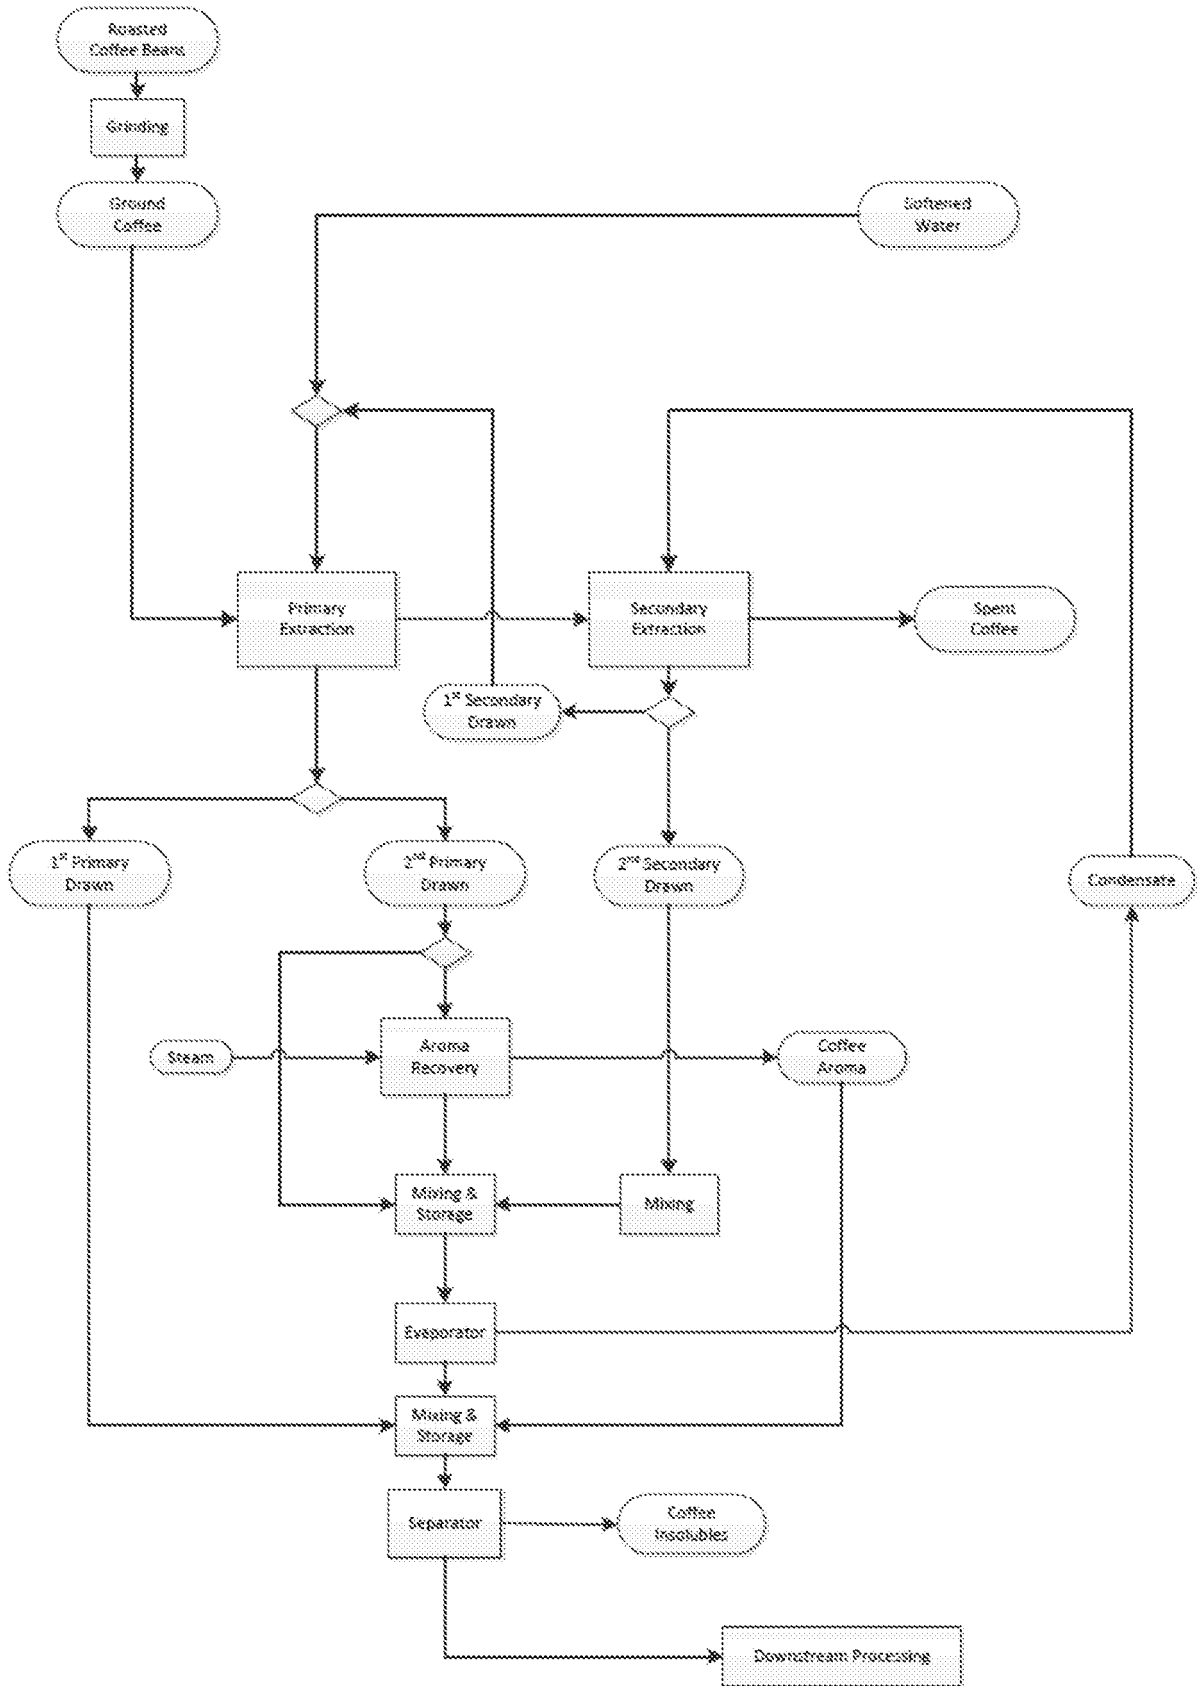 Roasted
Coffee Beans
Grinding
Ground
Coffee
Softened
Water
Primary
Extraction
Secondary
Extraction
Spent
Coffee
1st Secondary
Drawn
1st Primary
Drawn
2nd Primary
Drawn
2nd Secondary
Drawn
Condensate
Steam
Aroma
Recovery
Coffee
Aroma
Mixing &
Storage
Mixing
Evaporator
Mixing &
Storage
Separator
Coffee
Insolubles
Downstream Processing